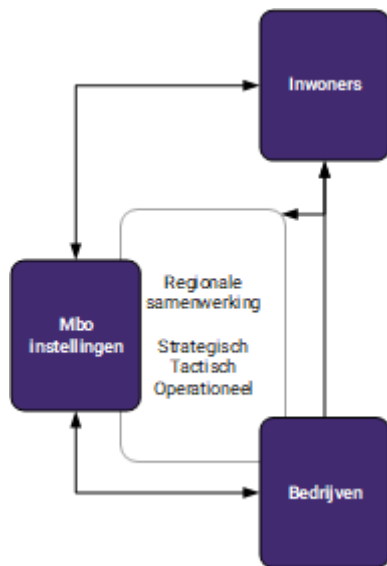 Inwoners
Regionale
samenwerking
Strategisch
Tactisch
Operationeel
Mbo
instellingen
Bedrijven